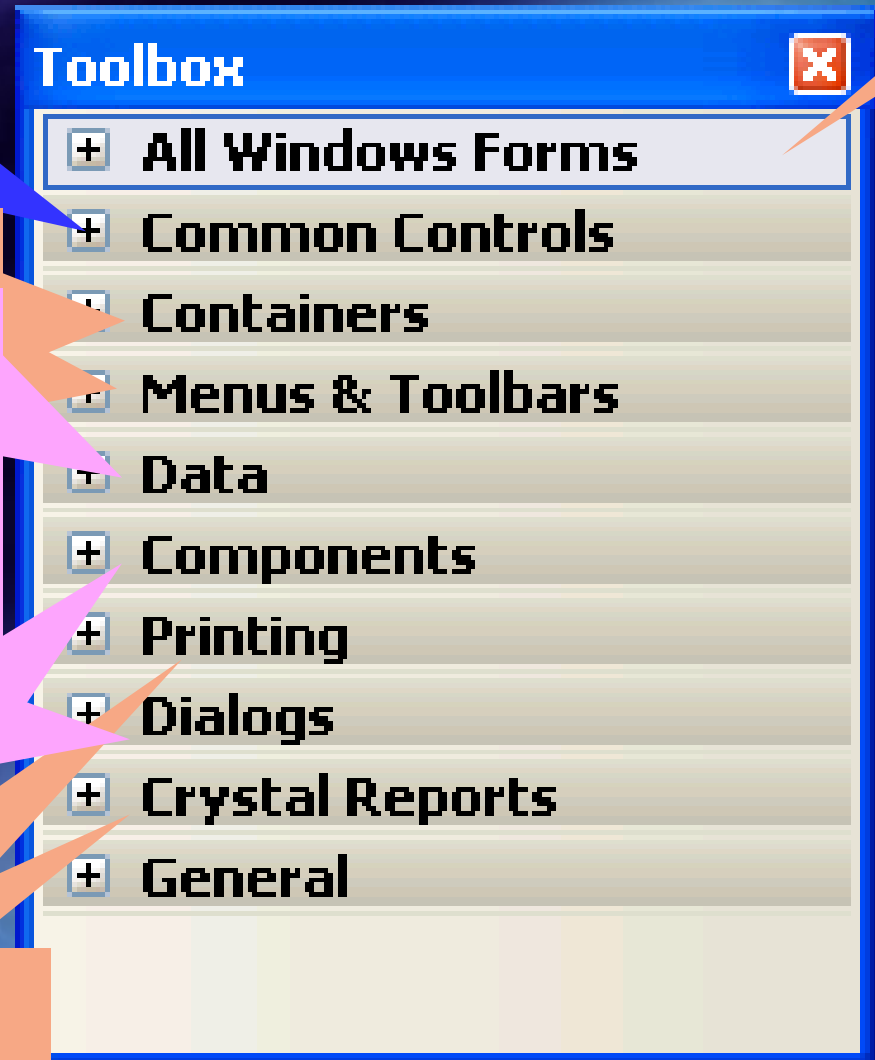 Toolbox
All Windows Forms
Common Controls
Containers
Menus & Toolbars
Data
Components
Printing
Dialogs
Crystal Reports
General